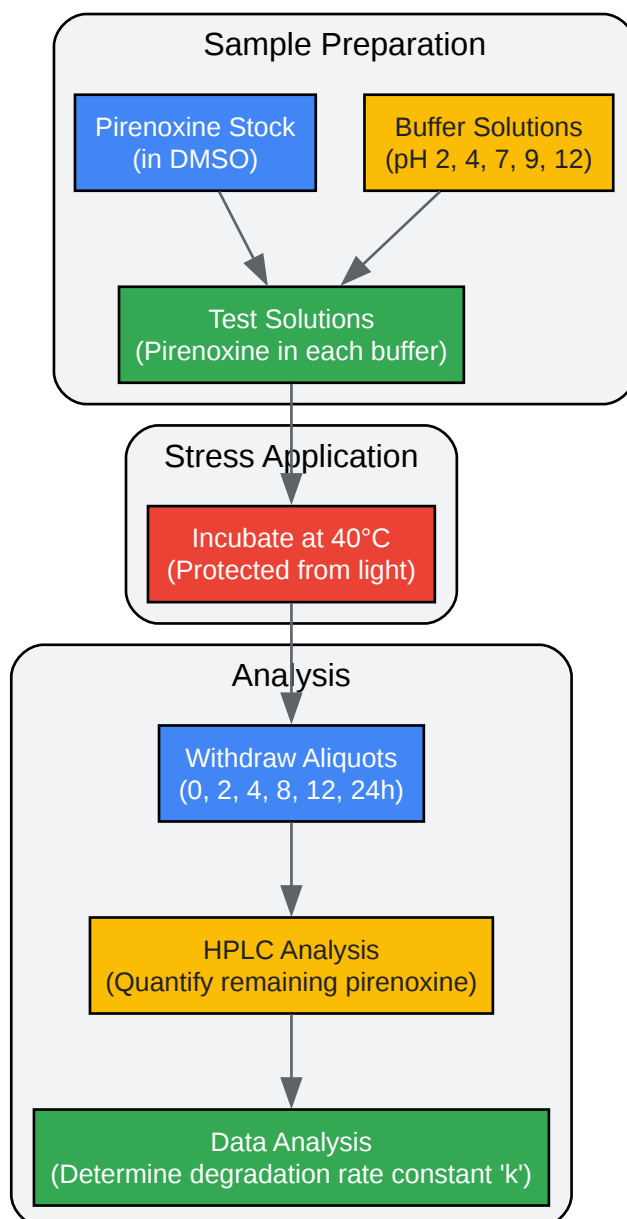 Sample Preparation
Pirenoxine Stock
(in DMSO)
Buffer Solutions
(pH 2, 4, 7, 9, 12)
Test Solutions
(Pirenoxine in each buffer)
Stress Application
Incubate at 40°C
(Protected from light)
Analysis
Withdraw Aliquots
(0, 2, 4, 8, 12, 24h)
HPLC Analysis
(Quantify remaining pirenoxine)
Data Analysis
(Determine degradation rate constant 'k')